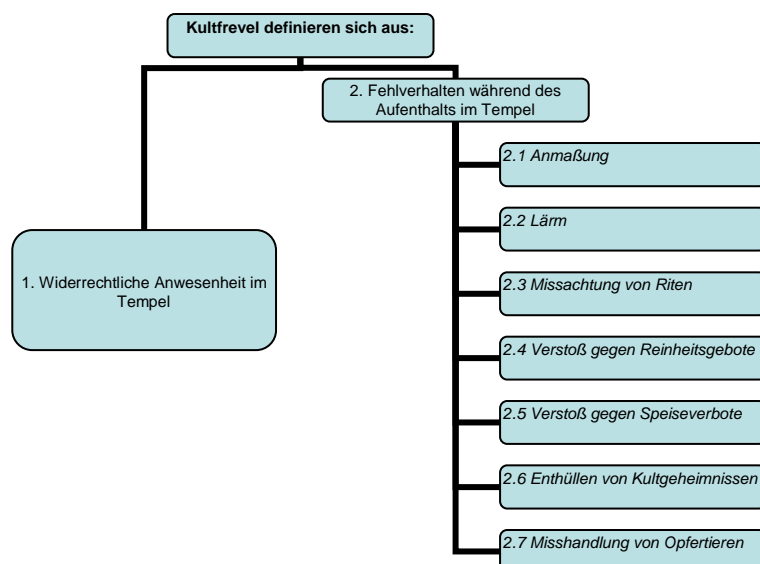 Kultfrevel definieren sich aus:
2. Fehlverhalten während des
Aufenthalts im Tempel
2.1 Anmaßung
2.2 Lärm
1. Widerrechtliche Anwesenheit im
Tempel
2.3 Missachtung von Riten
2.4 Verstoß gegen Reinheitsgebote
2.5 Verstoß gegen Speiseverbote
2.6 Enthüllen von Kultgeheimnissen
2.7 Misshandlung von Opfertieren